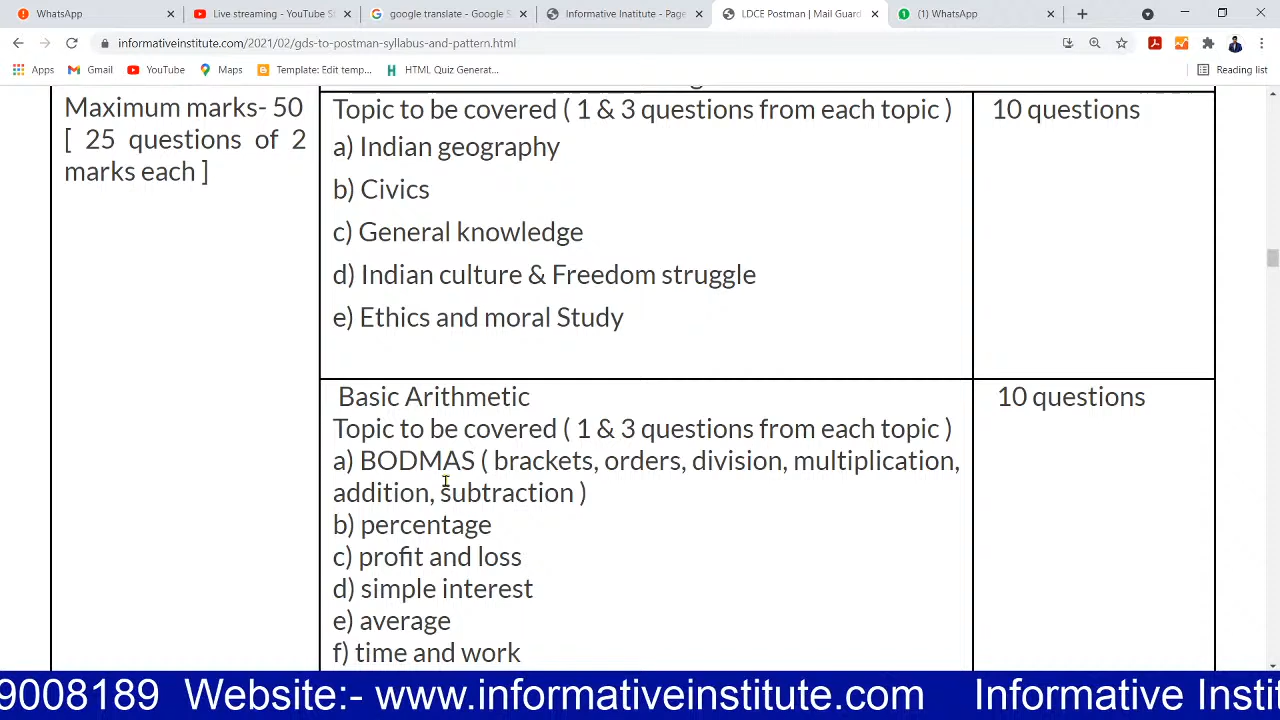 WhatsApp
Live streaming - YouTube S
google translate - Google S
Informative Inatitute - Page
LDCE Postman | Mail Guard
(1) WhatsApp
informativeinstitute.com/2021/02/gds-to-postman-syllabus-and-pattern.html
Apps Gmail YouTube Maps Template: Edit temp... HTML Quiz Generat... Reading list
Maximum marks- 50
[ 25 questions of 2
marks each ]
Topic to be covered ( 1 & 3 questions from each topic )
10 questions
a) Indian geography
b) Civics
c) General knowledge
d) Indian culture & Freedom struggle
e) Ethics and moral Study
Basic Arithmetic
10 questions
Topic to be covered ( 1 & 3 questions from each topic )
a) BODMAS ( brackets, orders, division, multiplication,
addition, subtraction )
b) percentage
c) profit and loss
d) simple interest
e) average
f) time and work
9008189 Website:- www.informativeinstitute.com Informative Insti